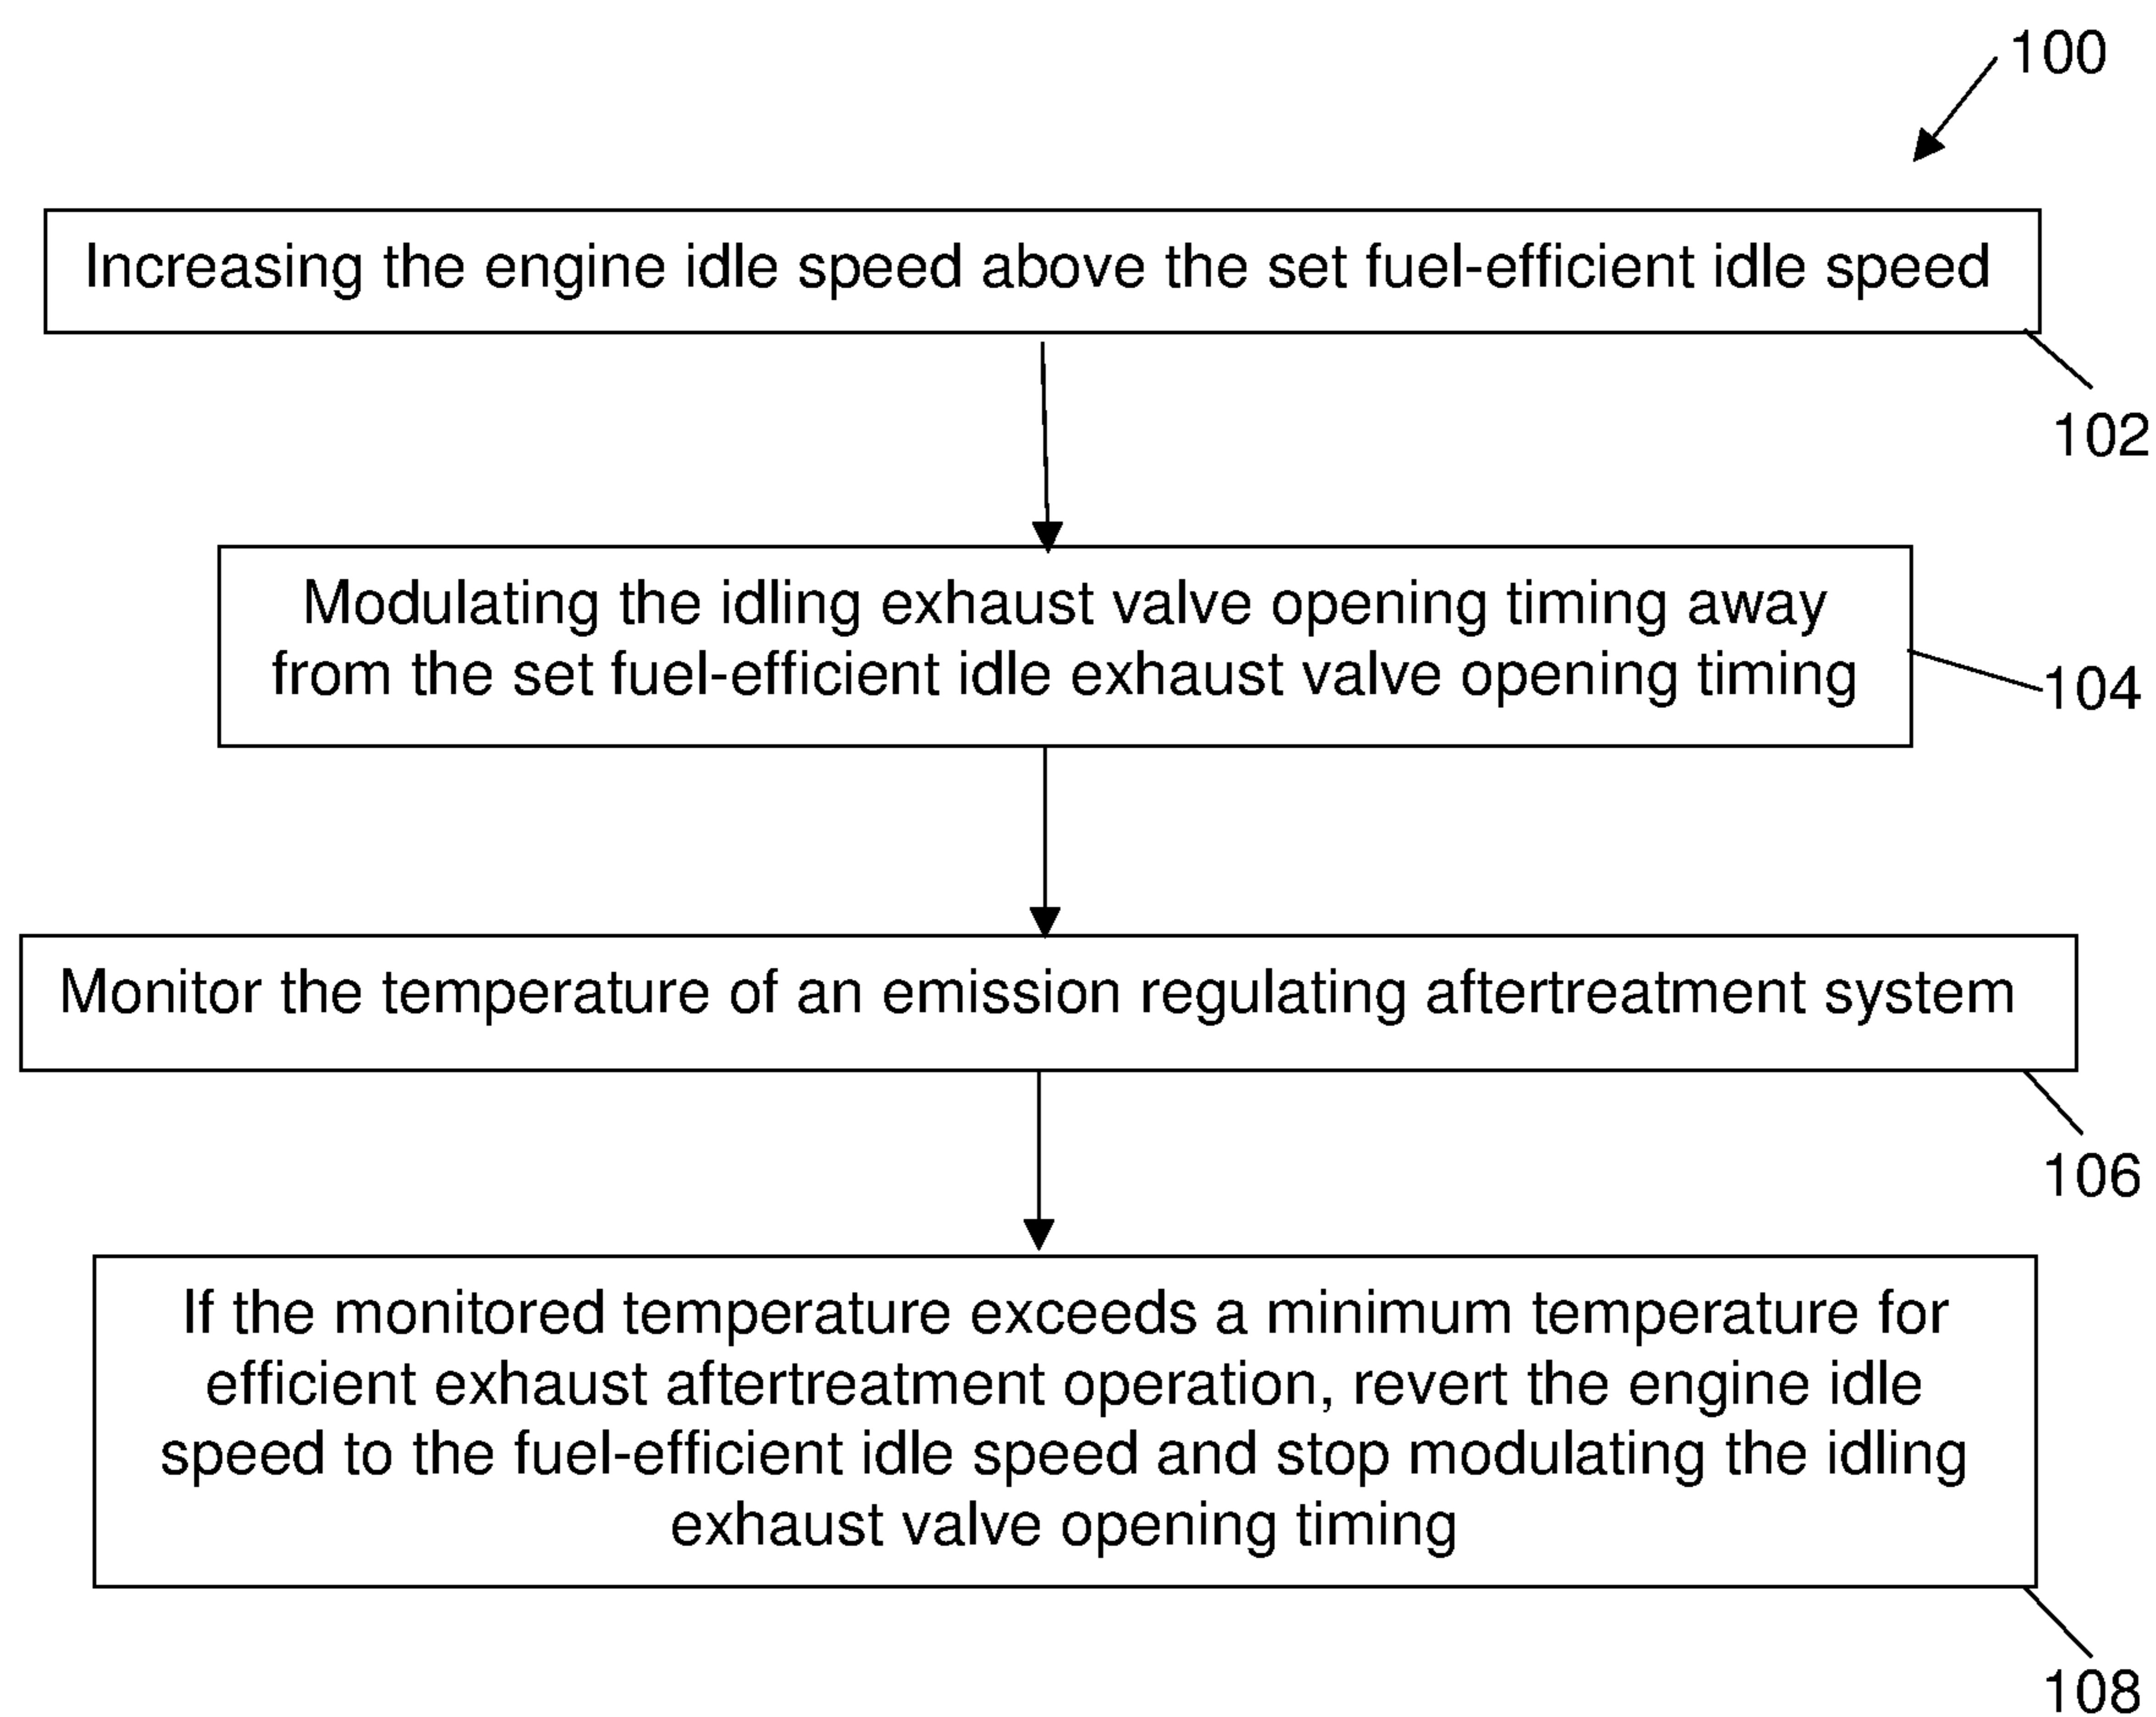 100
Increasing the engine idle speed above the set fuel-efficient idle speed
102
Modulating the idling exhaust valve opening timing away
from the set fuel-efficient idle exhaust valve opening timing
104
Monitor the temperature of an emission regulating aftertreatment system
106
If the monitored temperature exceeds a minimum temperature for
efficient exhaust aftertreatment operation, revert the engine idle
speed to the fuel-efficient idle speed and stop modulating the idling
exhaust valve opening timing
108